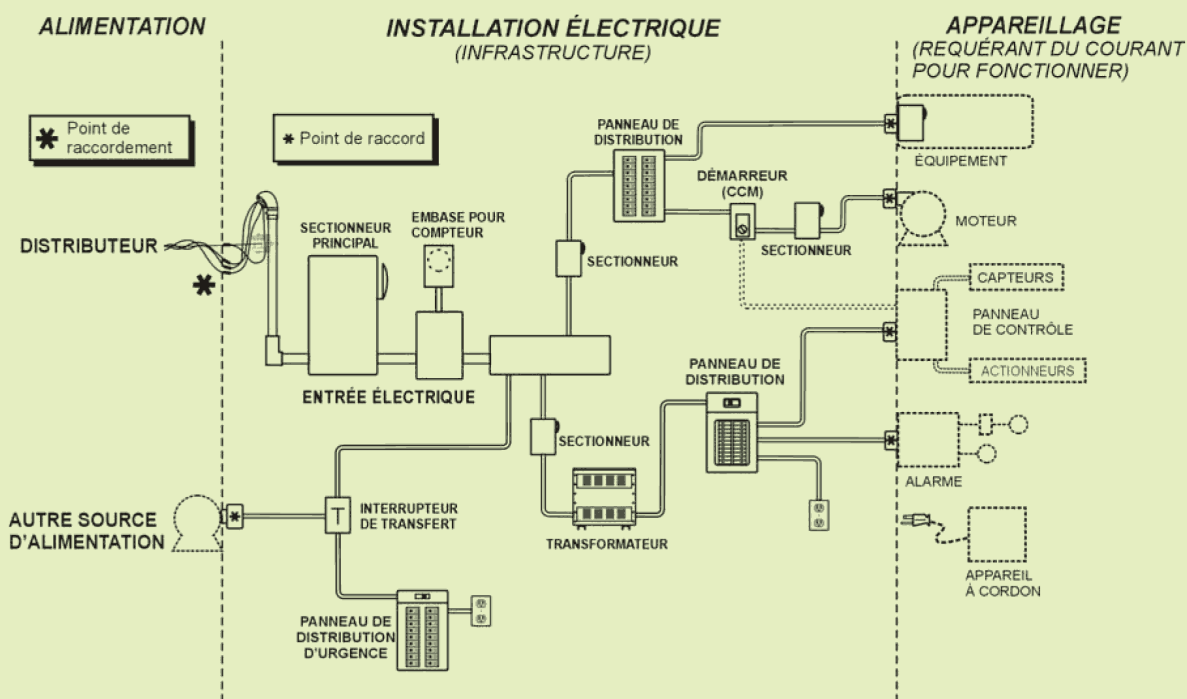 ALIMENTATION
INSTALLATION ÉLECTRIQUE
(INFRASTRUCTURE)
APPAREILLAGE
(REQUÉRANT DU COURANT
POUR FONCTIONNER)
* Point de
raccordement
* Point de raccord
DISTRIBUTEUR
*
SECTIONNEUR
PRINCIPAL
EMBASE POUR
COMPTEUR
ENTRÉE ÉLECTRIQUE
PANNEAU DE
DISTRIBUTION
SECTIONNEUR
DÉMARREUR
(CCM)
SECTIONNEUR
*
ÉQUIPEMENT
*
MOTEUR
CAPTEURS
*
PANNEAU
DE CONTRÔLE
ACTIONNEURS
PANNEAU DE
DISTRIBUTION
SECTIONNEUR
TRANSFORMATEUR
*
ALARME
APPAREIL
À CORDON
AUTRE SOURCE
D'ALIMENTATION
*
T
INTERRUPTEUR
DE TRANSFERT
PANNEAU DE
DISTRIBUTION
D'URGENCE